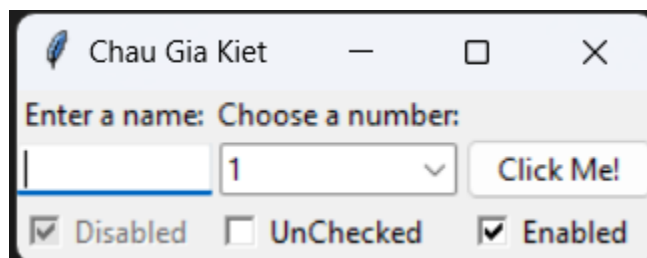 Chau Gia Kiet
Enter a name: Choose a number:
1 Click Me!
Disabled UnChecked Enabled